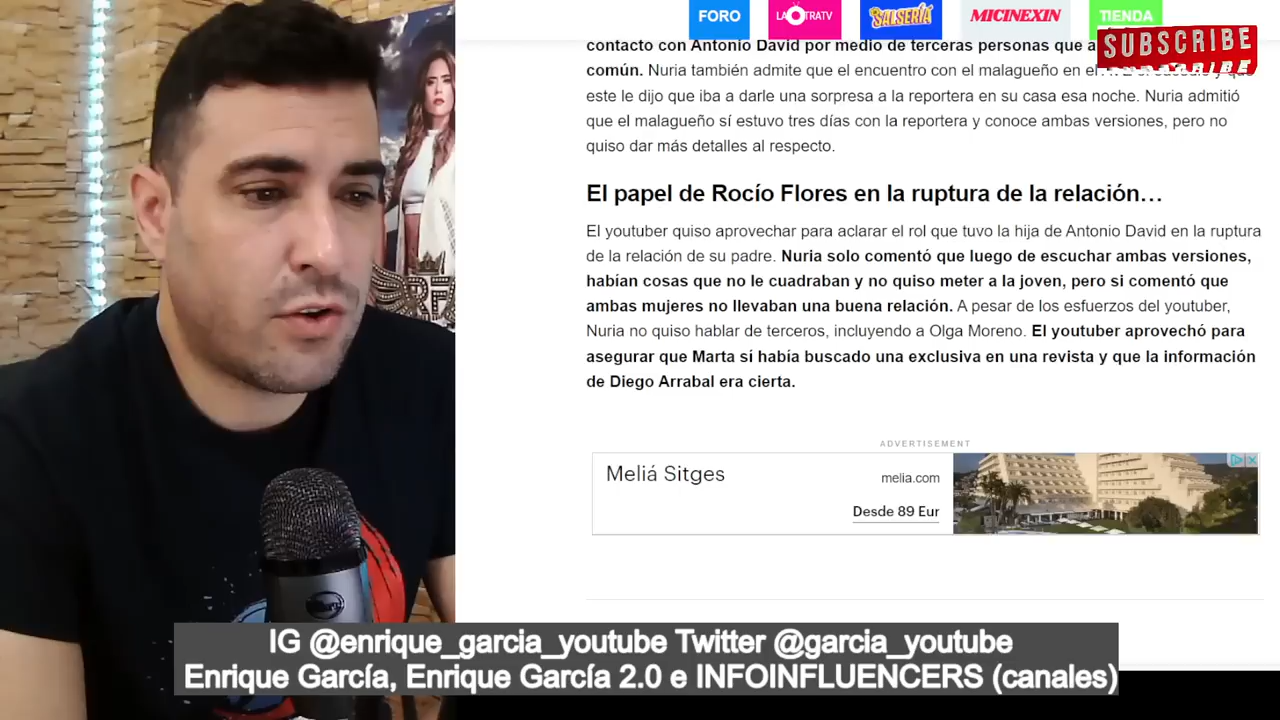 FORO
LA OTRATV
SALSERÍA
MICINEXIN
TIENDA
SUBSCRIBE
contacto con Antonio David por medio de terceras personas que
común. Nuria también admite que el encuentro con el malagueño en el
este le dijo que iba a darle una sorpresa a la reportera en su casa esa noche. Nuria admitió
que el malagueño sí estuvo tres días con la reportera y conoce ambas versiones, pero no
quiso dar más detalles al respecto.
El papel de Rocío Flores en la ruptura de la relación…
El youtuber quiso aprovechar para aclarar el rol que tuvo la hija de Antonio David en la ruptura
de la relación de su padre. Nuria solo comentó que luego de escuchar ambas versiones,
habían cosas que no le cuadraban y no quiso meter a la joven, pero si comentó que
ambas mujeres no llevaban una buena relación. A pesar de los esfuerzos del youtuber,
Nuria no quiso hablar de terceros, incluyendo a Olga Moreno. El youtuber aprovechó para
asegurar que Marta sí había buscado una exclusiva en una revista y que la información
de Diego Arrabal era cierta.
ADVERTISEMENT
Meliá Sitges
melia.com
Desde 89 Eur
IG @enrique_garcia_youtube Twitter @garcia_youtube
Enrique García, Enrique García 2.0 e INFOINFLUENCERS (canales)